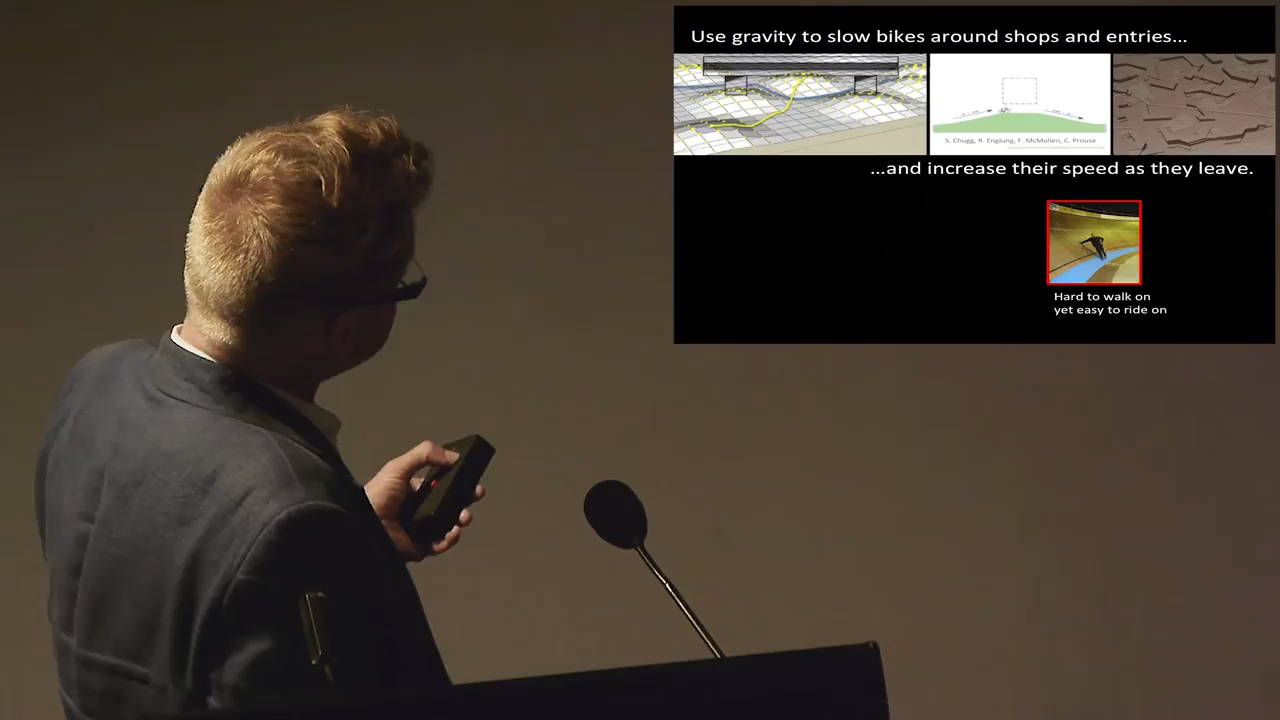 Use gravity to slow bikes around shops and entries...
S. Chugg, R. Englung, F. McMullen, C. Prouse
...and increase their speed as they leave.
Hard to walk on
yet easy to ride on